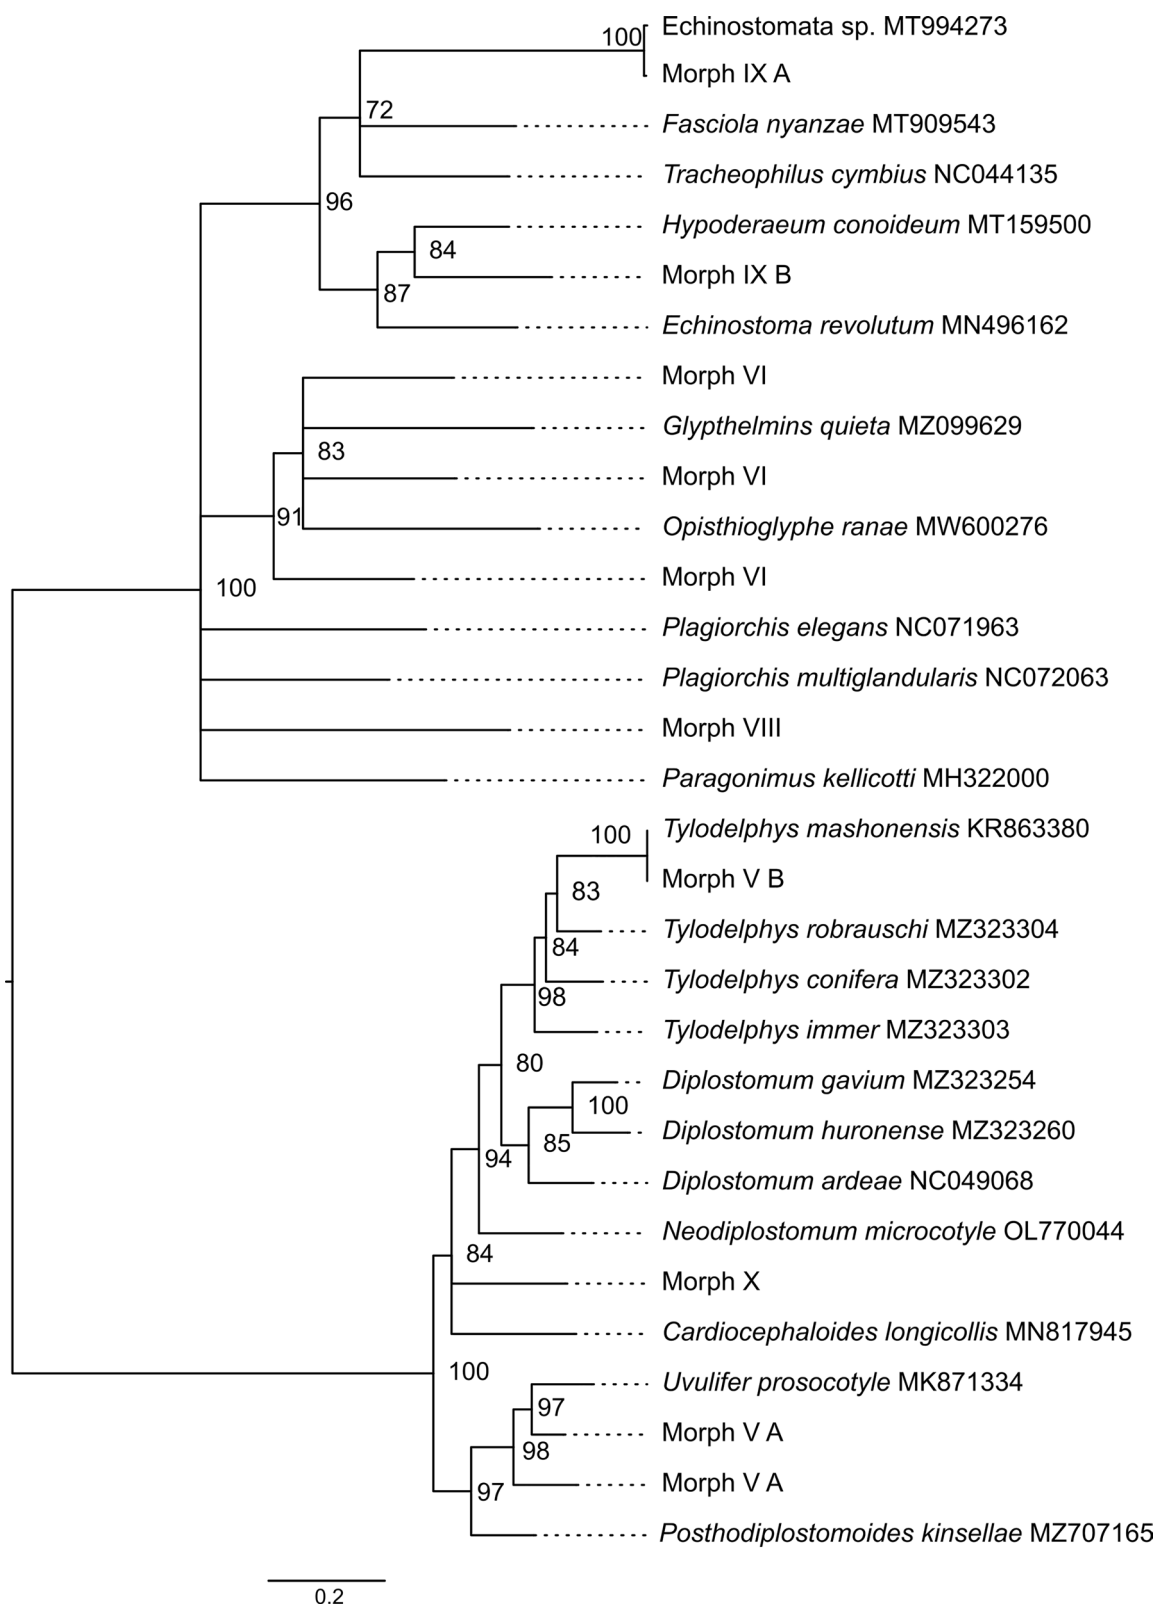 Echinostomata sp. MT994273
100
Morph IX A
72
Fasciola nyanzae MT909543
Tracheophilus cymbius NC044135
96
Hypoderaeum conoideum MT159500
84
Morph IX B
87
Echinostoma revolutum MN496162
Morph VI
Glypthelmins quieta MZ099629
83
Morph VI
91
Opisthioglyphe ranae MW600276
Morph VI
100
Plagiorchis elegans NC071963
Plagiorchis multiglandularis NC072063
Morph VIII
Paragonimus kellicotti MH322000
Tylodelphys mashonensis KR863380
100
Morph V B
83
Tylodelphys robrauschi MZ323304
84
Tylodelphys conifera MZ323302
98
Tylodelphys immer MZ323303
80
Diplostomum gavium MZ323254
100
Diplostomum huronense MZ323260
85
94
Diplostomum ardeae NC049068
Neodiplostomum microcotyle OL770044
84
Morph X
Cardiocephaloides longicollis MN817945
100
Uvulifer prosocotyle MK871334
97
Morph V A
98
Morph V A
97
Posthodiplostomoides kinsellae MZ707165
0.2